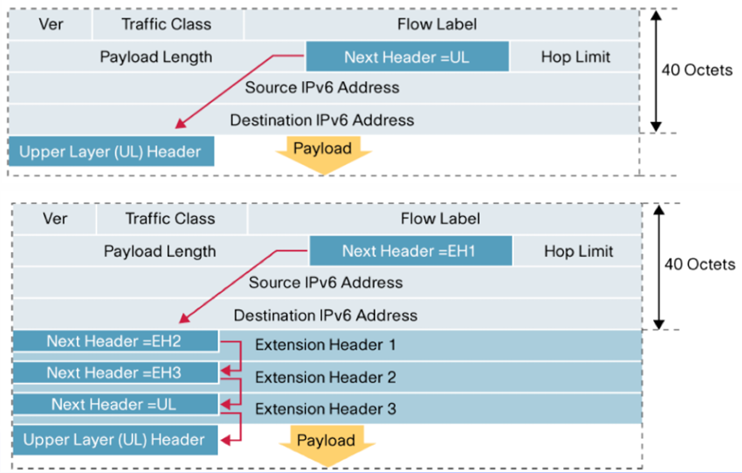 Ver Traffic Class Flow Label
Payload Length Next Header =UL Hop Limit
40 Octets
Source IPv6 Address
Destination IPv6 Address
Upper Layer (UL) Header Payload
Ver Traffic Class Flow Label
Payload Length Next Header =EH1 Hop Limit
40 Octets
Source IPv6 Address
Destination IPv6 Address
Next Header =EH2 Extension Header 1
Next Header =EH3 Extension Header 2
Next Header =UL Extension Header 3
Upper Layer (UL) Header Payload